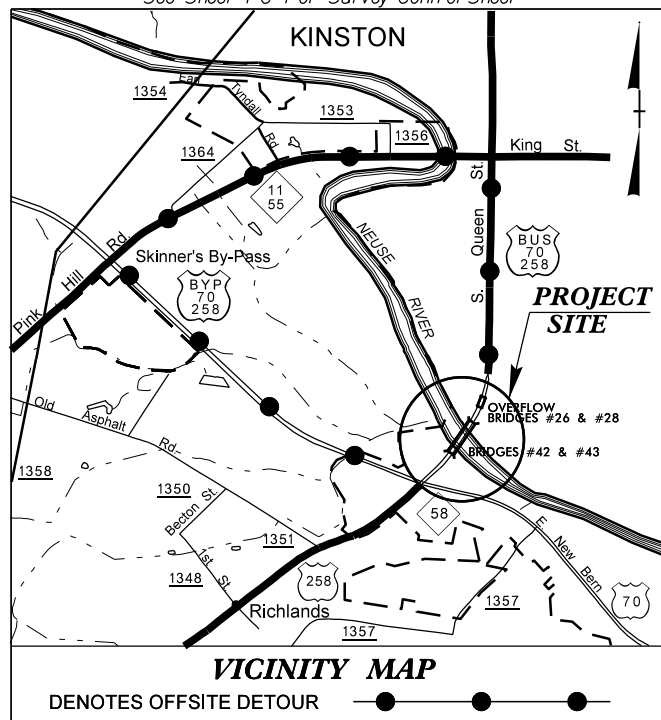 KINSTON
1354
Earl
Tyndall
Rd.
1353
1356
1364
King St.
11
55
S. Queen St.
BUS
70
258
NEUSE
RIVER
Pink Hill Rd.
Skinner's By-Pass
BYP
70
258
PROJECT
SITE
OVERFLOW
BRIDGES #26 & #28
BRIDGES #42 & #43
Old Asphalt Rd
1358
1350
Becton St.
1351
1st St
1348
58
258
Richlands
E. New Bern
70
1357
1357
VICINITY MAP
DENOTES OFFSITE DETOUR